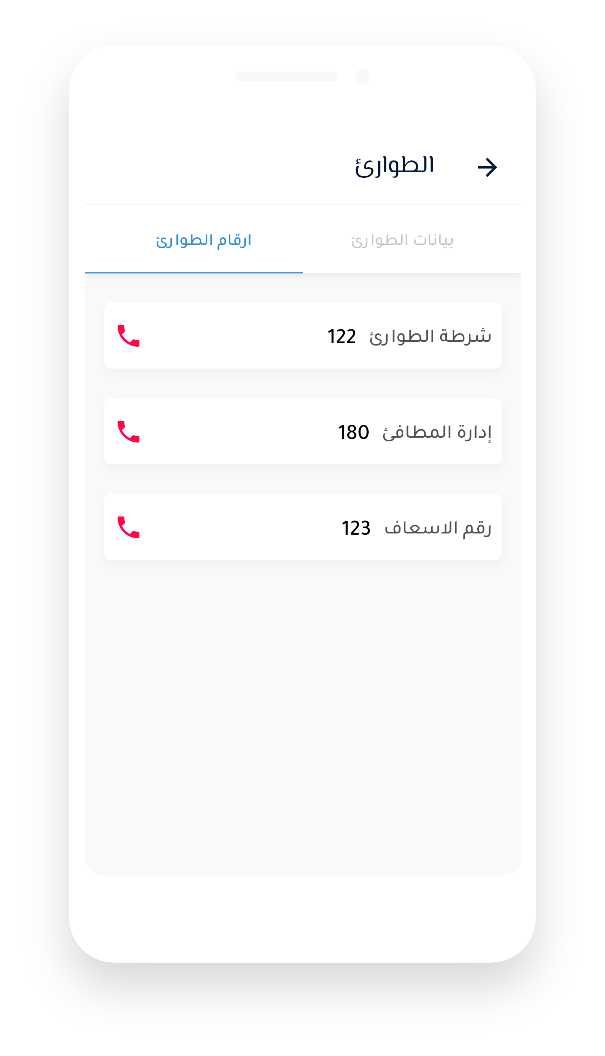 الطوارئ
بيانات الطوارئ
ارقام الطوارئ
شرطة الطوارئ 122
إدارة المطافئ 180
رقم الاسعاف 123